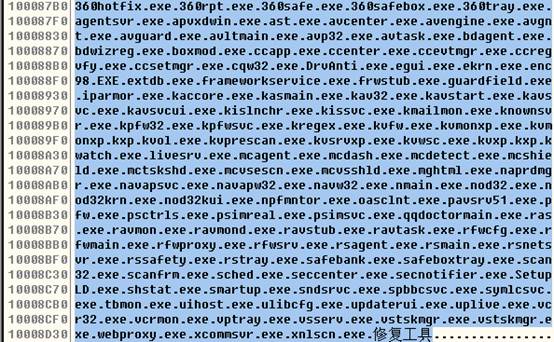 100087B0 360hotfix.exe.360rpt.exe.360safe.exe.360safebox.exe.360tray.exe.
100087F0 agentsvr.exe.apvxdwin.exe.ast.exe.avcenter.exe.avengine.exe.avgn
10008830 t.exe.avguard.exe.avltmain.exe.avp32.exe.avtask.exe.bdagent.exe.
10008870 bdwizreg.exe.boxmod.exe.ccapp.exe.ccenter.exe.ccevtmgr.exe.ccreg
100088B0 vfy.exe.ccsetmgr.exe.cqw32.exe.DrvAnti.exe.egui.exe.ekrn.exe.enc
100088F0 98.EXE.extdb.exe.frameworkservice.exe.frwstub.exe.guardfield.exe
10008930 .iparmor.exe.kaccore.exe.kasmain.exe.kav32.exe.kavstart.exe.kavs
10008970 vc.exe.kavsvcui.exe.kislnchr.exe.kissvc.exe.kmailmon.exe.knownsv
100089B0 r.exe.kpfw32.exe.kpfwsvc.exe.kregex.exe.kvfw.exe.kvmonxp.exe.kvm
100089F0 onxp.kxp.kvol.exe.kvprescan.exe.kvsrvxp.exe.kvwsc.exe.kvxp.kxp.k
10008A30 watch.exe.livesrv.exe.mcagent.exe.mcdash.exe.mcdetect.exe.mcshie
10008A70 ld.exe.mctskshd.exe.mcvsescn.exe.mcvsshld.exe.mghtml.exe.naprdmg
10008AB0 r.exe.navapsvc.exe.navapw32.exe.navw32.exe.nmain.exe.nod32.exe.n
10008AF0 od32krn.exe.nod32kui.exe.npfmntor.exe.oasclnt.exe.pavsrv51.exe.p
10008B30 fw.exe.psctrls.exe.psimreal.exe.psimsvc.exe.qqdoctormain.exe.ras
10008B70 .exe.ravmon.exe.ravmond.exe.ravstub.exe.ravtask.exe.rfwcfg.exe.r
10008BB0 fwmain.exe.rfwproxy.exe.rfwsrv.exe.rsagent.exe.rsmain.exe.rsnets
10008BF0 vr.exe.rssafety.exe.rstray.exe.safebank.exe.safeboxtray.exe.scan
10008C30 32.exe.scanfrm.exe.sched.exe.seccenter.exe.secnotifier.exe.Setup
10008C70 LD.exe.shstat.exe.smartup.exe.sndsrvc.exe.spbbcsvc.exe.symlcsvc.
10008CB0 exe.tbmon.exe.uihost.exe.ulibcfg.exe.updaterui.exe.uplive.exe.vc
10008CF0 r32.exe.vcrmon.exe.vptray.exe.vsserv.exe.vstskmgr.exe.vstskmgr.e
10008D30 xe.webproxy.exe.xcommsvr.exe.xnlscn.exe.修复工具................